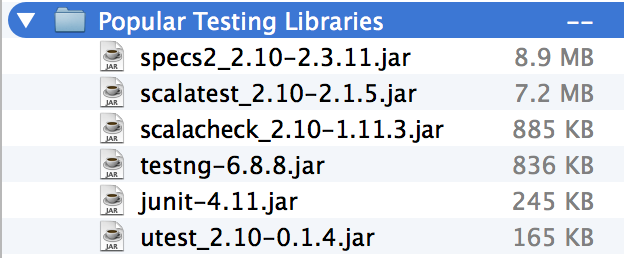 Popular Testing Libraries --
JAR specs2_2.10-2.3.11.jar 8.9 MB
JAR scalatest_2.10-2.1.5.jar 7.2 MB
JAR scalacheck_2.10-1.11.3.jar 885 KB
JAR testng-6.8.8.jar 836 KB
JAR junit-4.11.jar 245 KB
JAR utest_2.10-0.1.4.jar 165 KB